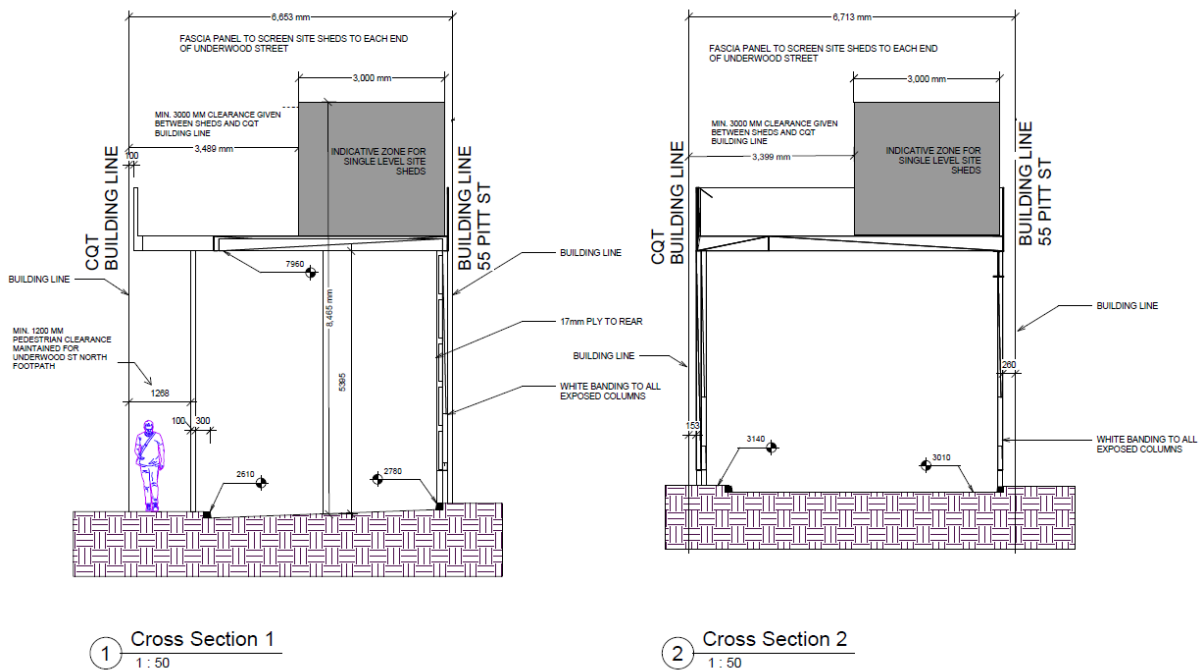 6,653 mm
FASCIA PANEL TO SCREEN SITE SHEDS TO EACH END
OF UNDERWOOD STREET
3,000 mm
MIN. 3000 MM CLEARANCE GIVEN
BETWEEN SHEDS AND CQT
BUILDING LINE
3,489 mm
100
INDICATIVE ZONE FOR
SINGLE LEVEL SITE
SHEDS
CQT
BUILDING LINE
BUILDING LINE
55 PITT ST
7960
8,465 mm
5395
BUILDING LINE
BUILDING LINE
MIN. 1200 MM
PEDESTRIAN CLEARANCE
MAINTAINED FOR
UNDERWOOD ST NORTH
FOOTPATH
17mm PLY TO REAR
WHITE BANDING TO ALL
EXPOSED COLUMNS
1268
100
300
2610
2780
1
Cross Section 1
1 : 50
6,713 mm
FASCIA PANEL TO SCREEN SITE SHEDS TO EACH END
OF UNDERWOOD STREET
3,000 mm
MIN. 3000 MM CLEARANCE GIVEN
BETWEEN SHEDS AND CQT
BUILDING LINE
3,399 mm
INDICATIVE ZONE FOR
SINGLE LEVEL SITE
SHEDS
CQT
BUILDING LINE
BUILDING LINE
55 PITT ST
BUILDING LINE
BUILDING LINE
260
153
WHITE BANDING TO ALL
EXPOSED COLUMNS
3140
3010
2
Cross Section 2
1 : 50